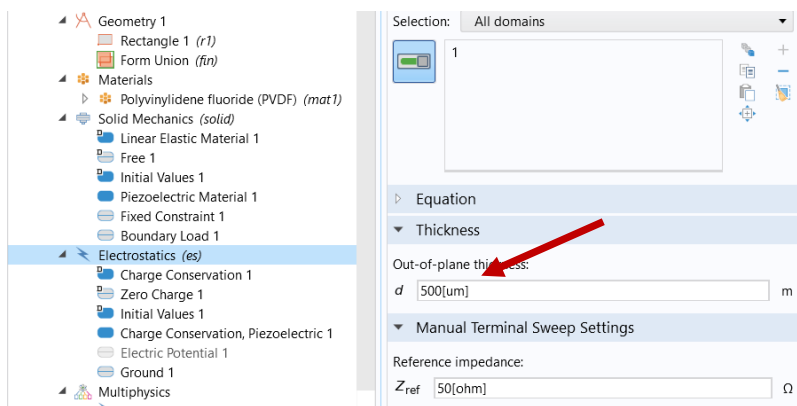 Geometry 1
Rectangle 1 (r1)
Form Union (fin)
Materials
Polyvinylidene fluoride (PVDF) (mat1)
Solid Mechanics (solid)
Linear Elastic Material 1
Free 1
Initial Values 1
Piezoelectric Material 1
Fixed Constraint 1
Boundary Load 1
Electrostatics (es)
Charge Conservation 1
Zero Charge 1
Initial Values 1
Charge Conservation, Piezoelectric 1
Electric Potential 1
Ground 1
Multiphysics
Selection: All domains
1
Equation
Thickness
Out-of-plane thickness:
d 500[um] m
Manual Terminal Sweep Settings
Reference impedance:
Zref 50[ohm] Ω